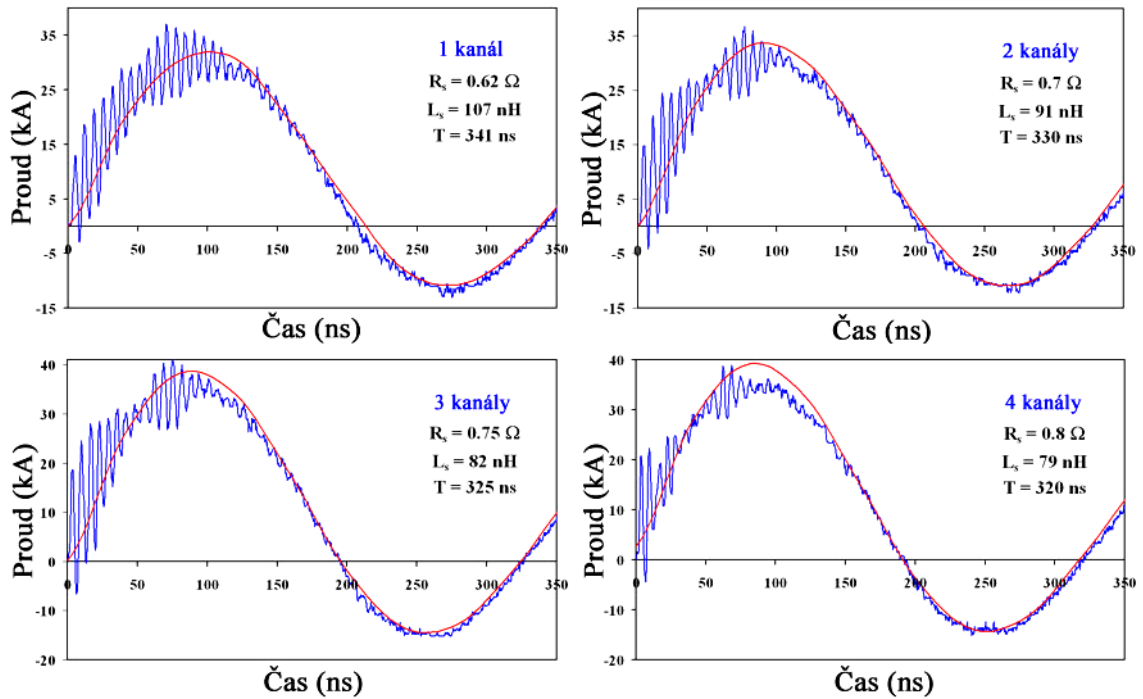 35
25
15
5
-5
-15
0
50
100
150
200
250
300
350
Proud (kA)
Čas (ns)
1 kanál
Rs = 0.62 Ω
Ls = 107 nH
T = 341 ns
35
25
15
5
-5
-15
0
50
100
150
200
250
300
350
Proud (kA)
Čas (ns)
2 kanály
Rs = 0.7 Ω
Ls = 91 nH
T = 330 ns
40
30
20
10
0
-10
-20
0
50
100
150
200
250
300
350
Proud (kA)
Čas (ns)
3 kanály
Rs = 0.75 Ω
Ls = 82 nH
T = 325 ns
40
30
20
10
0
-10
-20
0
50
100
150
200
250
300
350
Proud (kA)
Čas (ns)
4 kanály
Rs = 0.8 Ω
Ls = 79 nH
T = 320 ns